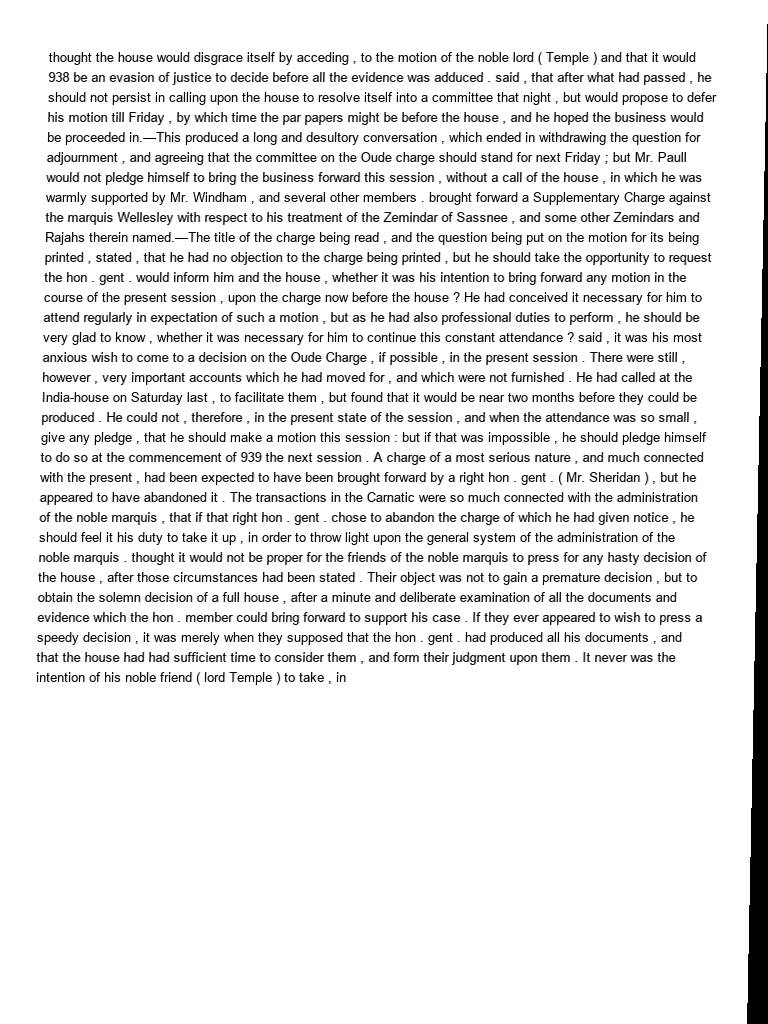 thought the house would disgrace itself by acceding , to the motion of the noble lord ( Temple ) and that it would
938 be an evasion of justice to decide before all the evidence was adduced . said , that after what had passed , he
should not persist in calling upon the house to resolve itself into a committee that night , but would propose to defer
his motion till Friday , by which time the par papers might be before the house , and he hoped the business would
be proceeded in.—This produced a long and desultory conversation , which ended in withdrawing the question for
adjournment , and agreeing that the committee on the Oude charge should stand for next Friday ; but Mr. Paull
would not pledge himself to bring the business forward this session , without a call of the house , in which he was
warmly supported by Mr. Windham , and several other members . brought forward a Supplementary Charge against
the marquis Wellesley with respect to his treatment of the Zemindar of Sassnee , and some other Zemindars and
Rajahs therein named.—The title of the charge being read , and the question being put on the motion for its being
printed , stated , that he had no objection to the charge being printed , but he should take the opportunity to request
the hon . gent . would inform him and the house , whether it was his intention to bring forward any motion in the
course of the present session , upon the charge now before the house ? He had conceived it necessary for him to
attend regularly in expectation of such a motion , but as he had also professional duties to perform , he should be
very glad to know , whether it was necessary for him to continue this constant attendance ? said , it was his most
anxious wish to come to a decision on the Oude Charge , if possible , in the present session . There were still ,
however , very important accounts which he had moved for , and which were not furnished . He had called at the
India-house on Saturday last , to facilitate them , but found that it would be near two months before they could be
produced . He could not , therefore , in the present state of the session , and when the attendance was so small ,
give any pledge , that he should make a motion this session : but if that was impossible , he should pledge himself
to do so at the commencement of 939 the next session . A charge of a most serious nature , and much connected
with the present , had been expected to have been brought forward by a right hon . gent . ( Mr. Sheridan ) , but he
appeared to have abandoned it . The transactions in the Carnatic were so much connected with the administration
of the noble marquis , that if that right hon . gent . chose to abandon the charge of which he had given notice , he
should feel it his duty to take it up , in order to throw light upon the general system of the administration of the
noble marquis . thought it would not be proper for the friends of the noble marquis to press for any hasty decision of
the house , after those circumstances had been stated . Their object was not to gain a premature decision , but to
obtain the solemn decision of a full house , after a minute and deliberate examination of all the documents and
evidence which the hon . member could bring forward to support his case . If they ever appeared to wish to press a
speedy decision , it was merely when they supposed that the hon . gent . had produced all his documents , and
that the house had had sufficient time to consider them , and form their judgment upon them . It never was the
intention of his noble friend ( lord Temple ) to take , in